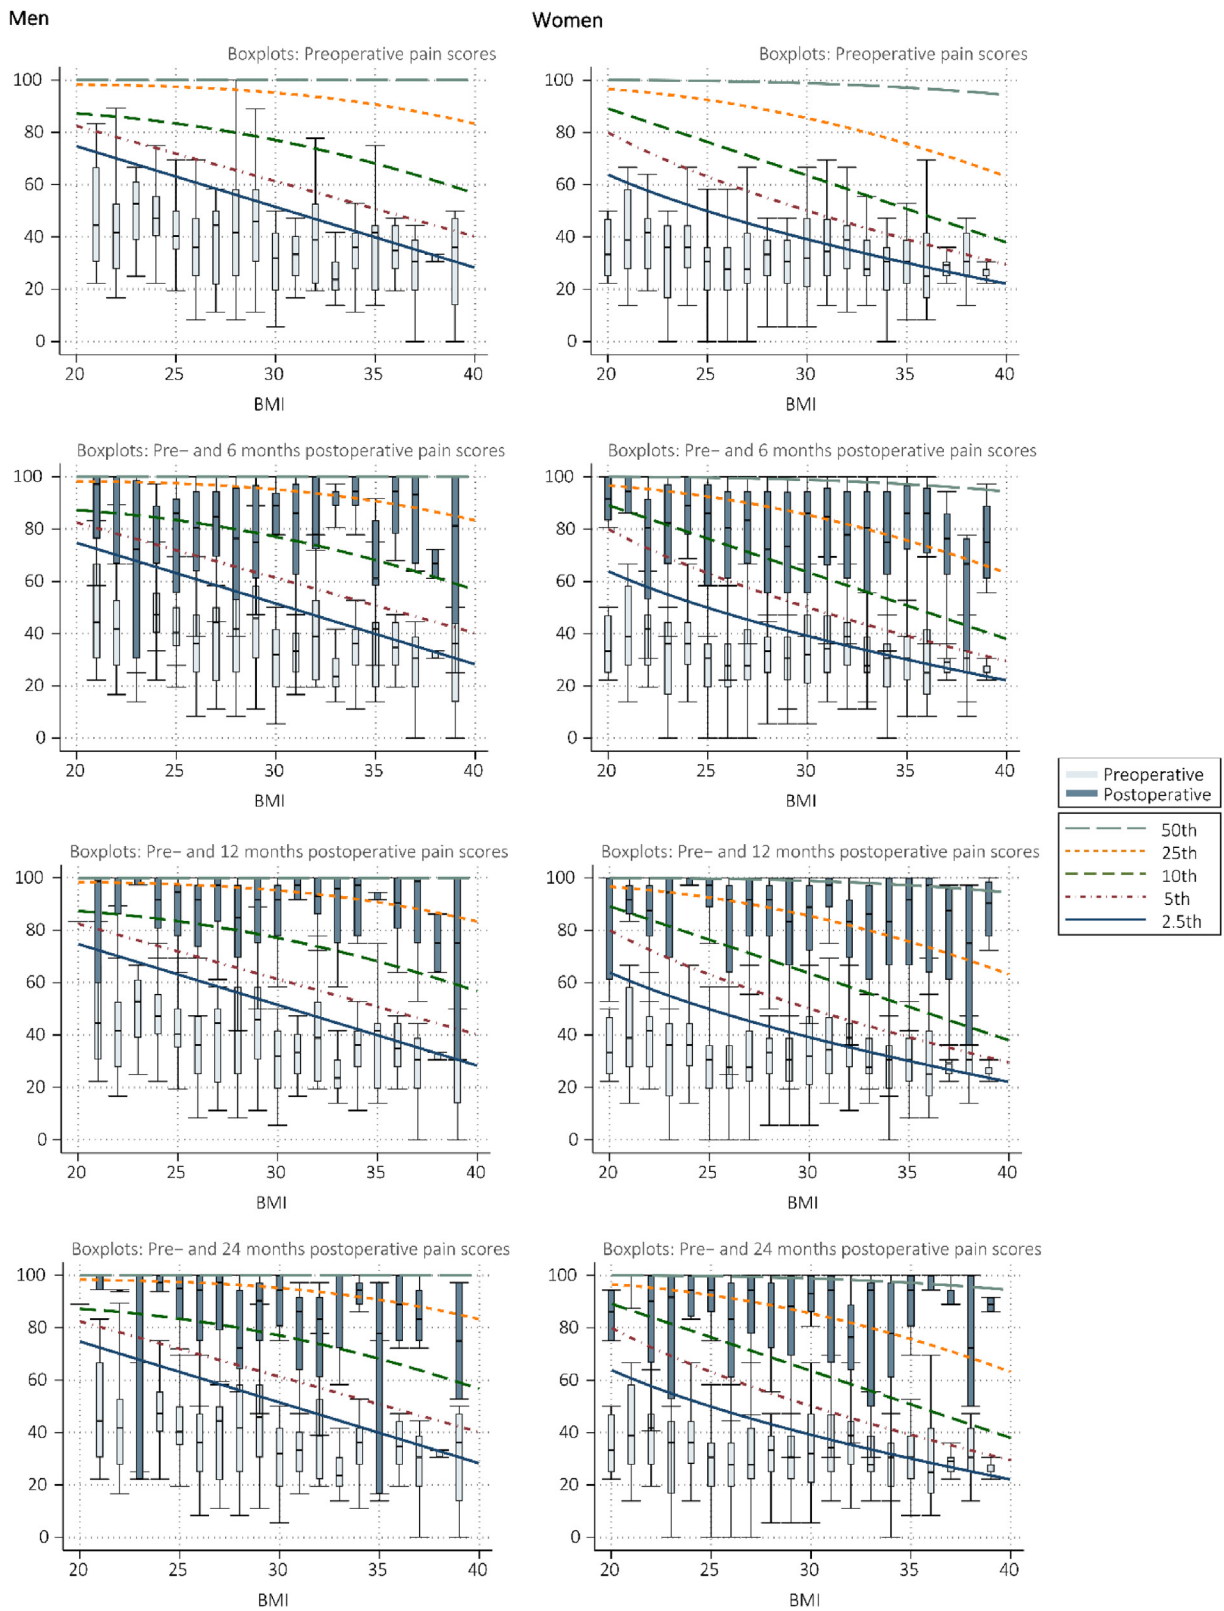 Men
Women
Boxplots: Preoperative pain scores
100
80
60
40
20
0
20 25 30 35 40
BMI
Boxplots: Preoperative pain scores
100
80
60
40
20
0
20 25 30 35 40
BMI
Boxplots: Pre– and 6 months postoperative pain scores
100
80
60
40
20
0
20 25 30 35 40
BMI
Boxplots: Pre– and 6 months postoperative pain scores
100
80
60
40
20
0
20 25 30 35 40
BMI
Preoperative
Postoperative
50th
25th
10th
5th
2.5th
Boxplots: Pre– and 12 months postoperative pain scores
100
80
60
40
20
0
20 25 30 35 40
BMI
Boxplots: Pre– and 12 months postoperative pain scores
100
80
60
40
20
0
20 25 30 35 40
BMI
Boxplots: Pre– and 24 months postoperative pain scores
100
80
60
40
20
0
20 25 30 35 40
BMI
Boxplots: Pre– and 24 months postoperative pain scores
100
80
60
40
20
0
20 25 30 35 40
BMI